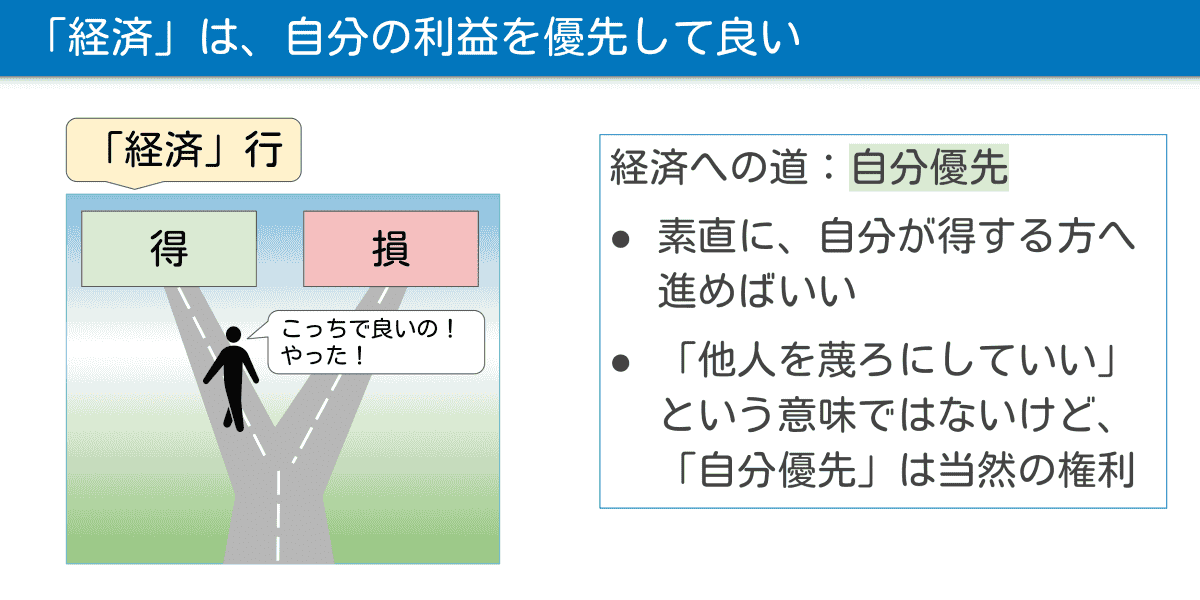 「経済」は、自分の利益を優先して良い
「経済」行
得
損
こっちで良いの！
やった！
経済への道：自分優先
● 素直に、自分が得する方へ
進めばいい
● 「他人を蔑ろにしていい」
という意味ではないけど、
「自分優先」は当然の権利